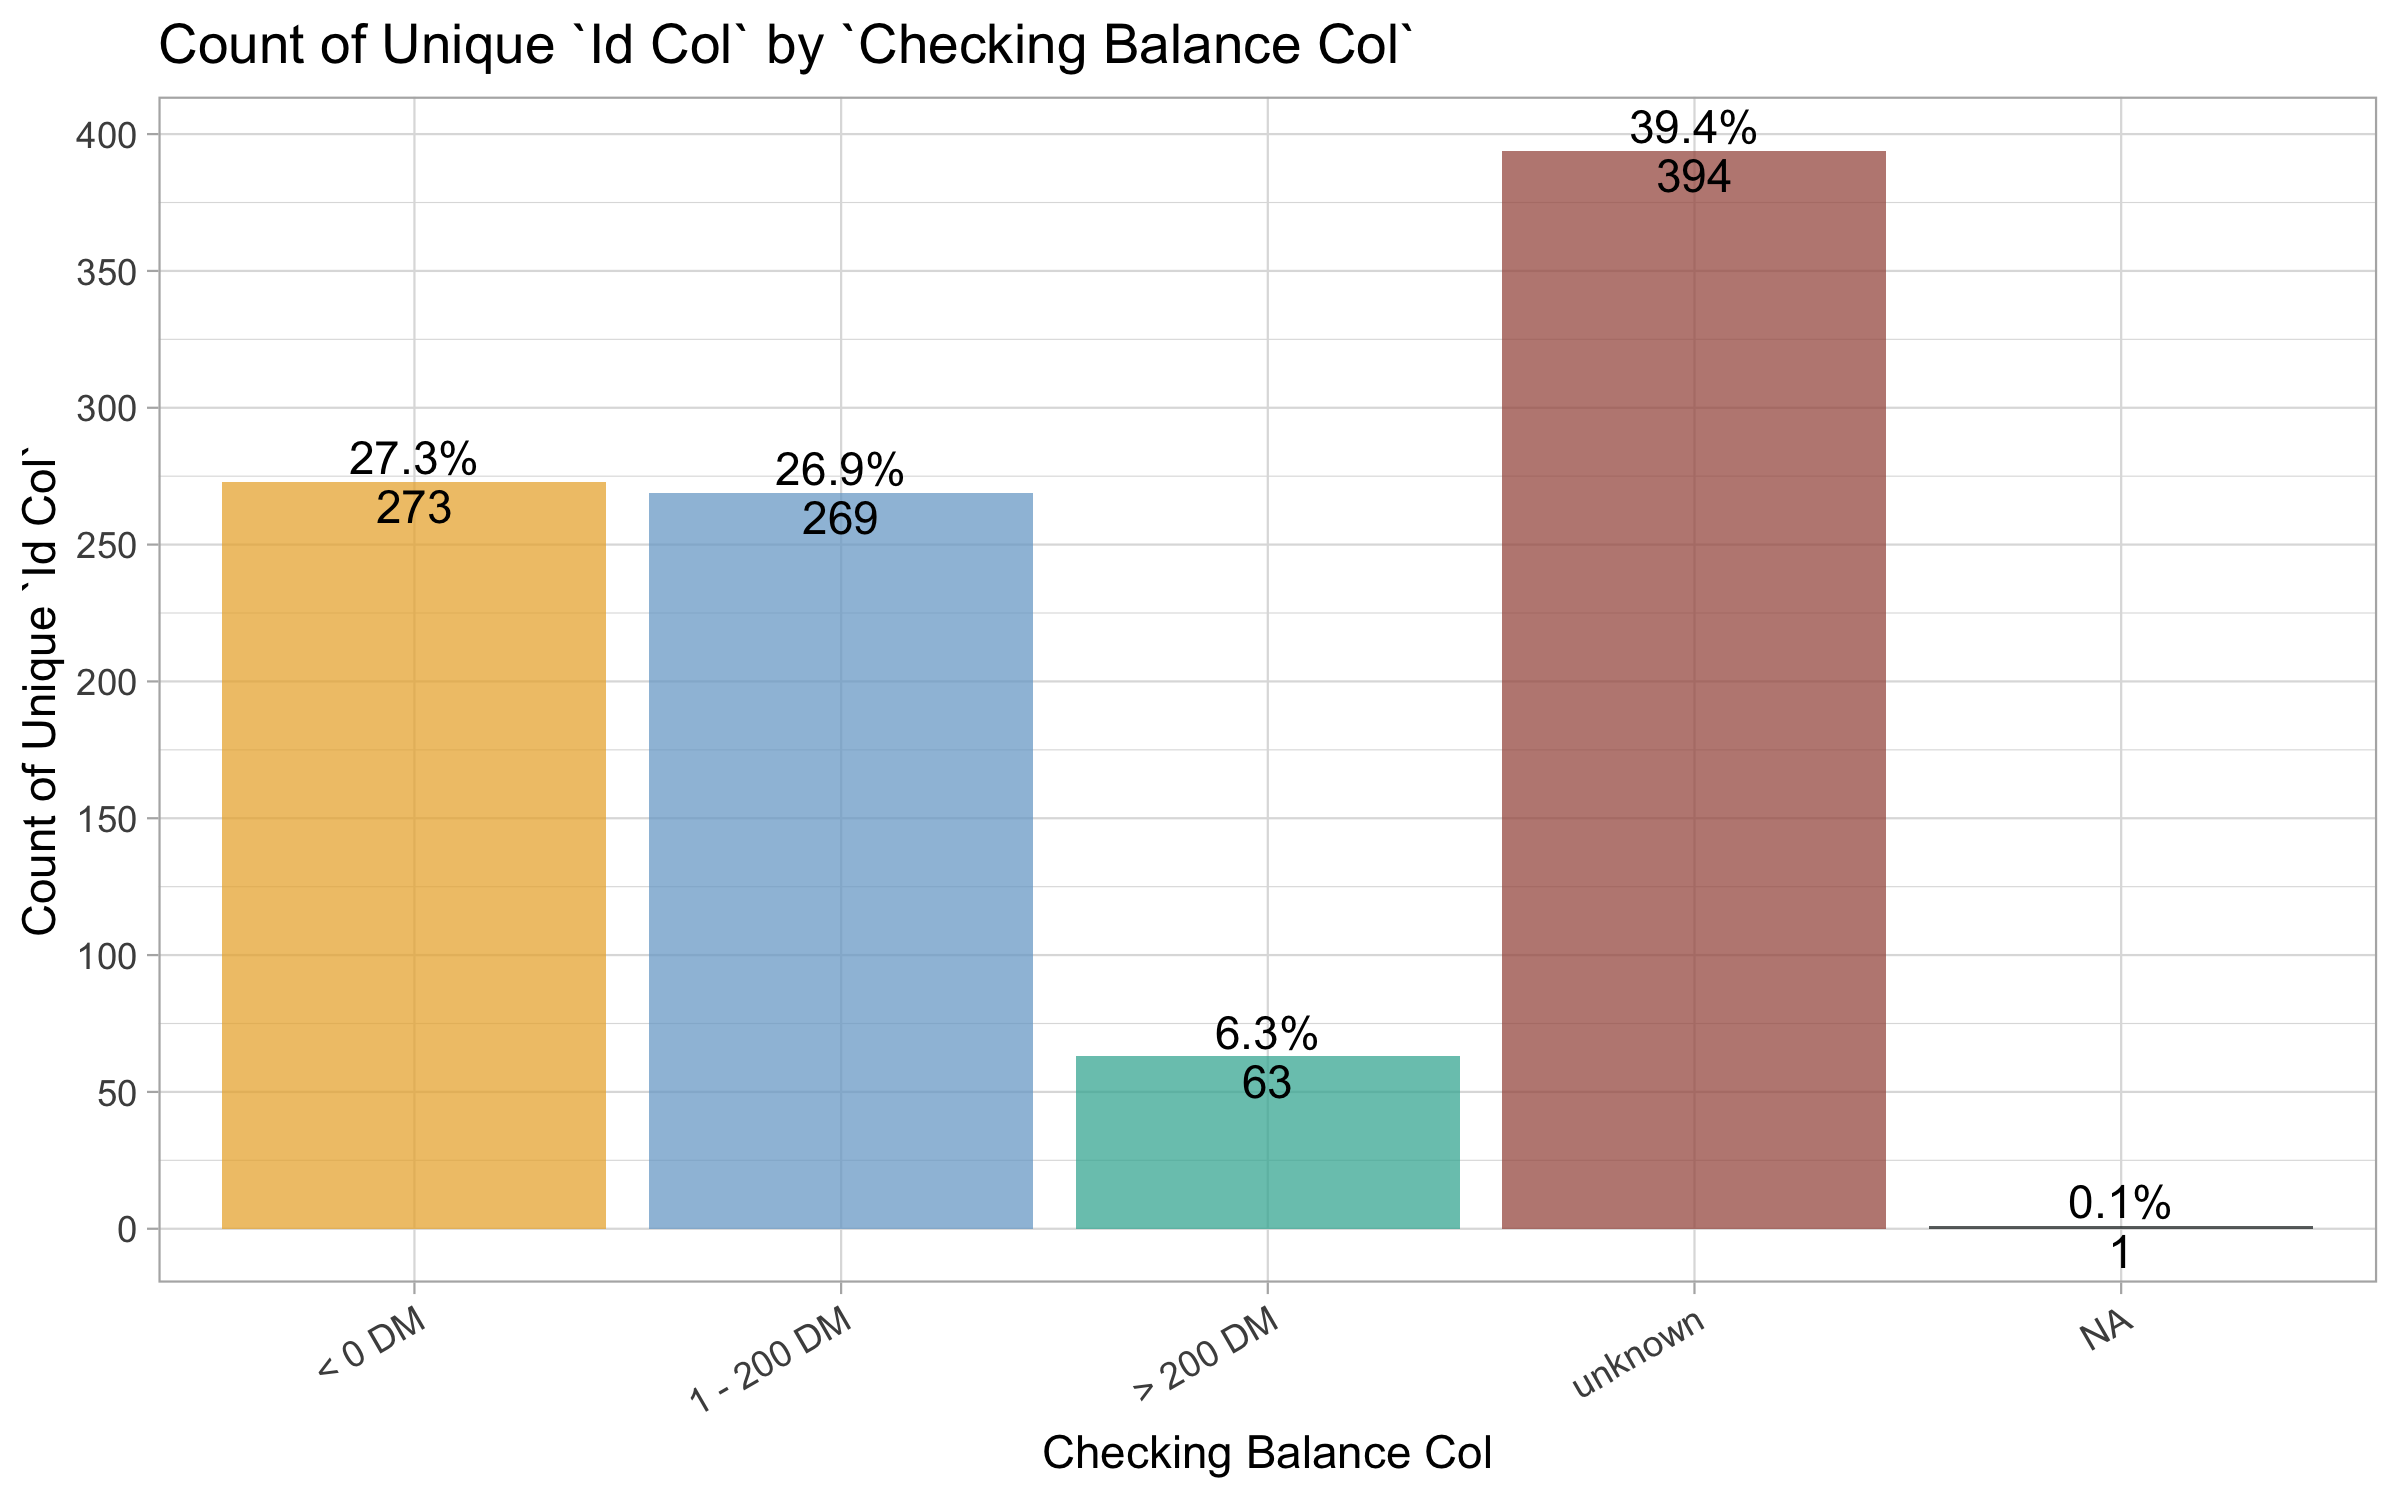 Count of Unique `Id Col` by `Checking Balance Col`
Count of Unique `Id Col`
400
350
300
250
200
150
100
50
0
27.3%
273
26.9%
269
6.3%
63
39.4%
394
0.1%
1
< 0 DM
1 - 200 DM
> 200 DM
unknown
NA
Checking Balance Col